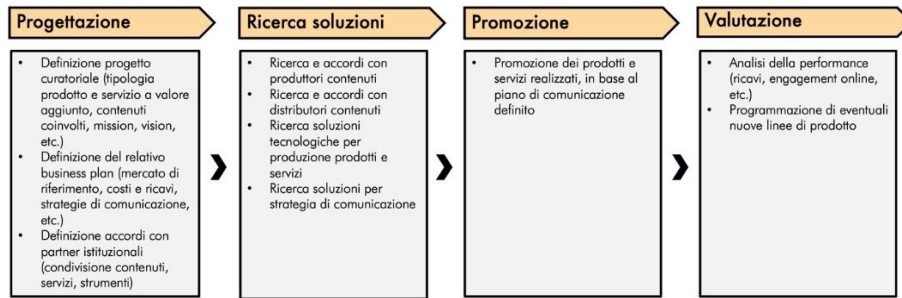 Progettazione
• Definizione progetto
curatoriale (tipologia
prodotto e servizio a valore
aggiunto, contenuti
coinvolti, mission, vision,
etc.)
• Definizione del relativo
business plan (mercato di
riferimento, costi e ricavi,
strategie di comunicazione,
etc.)
• Definizione accordi con
partner istituzionali
(condivisione contenuti,
servizi, strumenti)
Ricerca soluzioni
• Ricerca e accordi con
produttori contenuti
• Ricerca e accordi con
distributori contenuti
• Ricerca soluzioni
tecnologiche per
produzione prodotti e
servizi
• Ricerca soluzioni per
strategia di comunicazione
Promozione
• Promozione dei prodotti e
servizi realizzati, in base al
piano di comunicazione
definito
Valutazione
• Analisi della performance
(ricavi, engagement online,
etc.)
• Programmazione di eventuali
nuove linee di prodotto